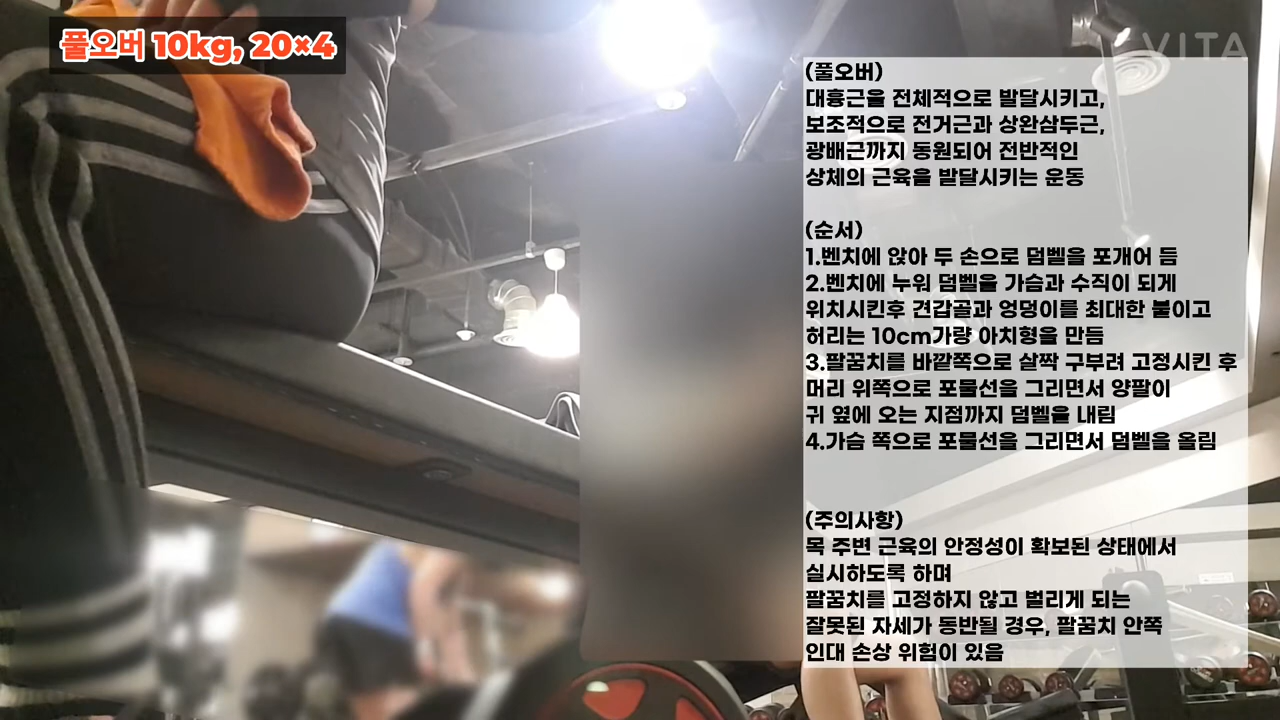 풀오버 10kg, 20×4
VITA
(풀오버)
대흉근을 전체적으로 발달시키고,
보조적으로 전거근과 상완삼두근,
광배근까지 동원되어 전반적인
상체의 근육을 발달시키는 운동
(순서)
1.벤치에 앉아 두 손으로 덤벨을 포개어 듬
2.벤치에 누워 덤벨을 가슴과 수직이 되게
위치시킨후 견갑골과 엉덩이를 최대한 붙이고
허리는 10cm가량 아치형을 만듬
3.팔꿈치를 바깥쪽으로 살짝 구부려 고정시킨 후
머리 위쪽으로 포물선을 그리면서 양팔이
귀 옆에 오는 지점까지 덤벨을 내림
4.가슴 쪽으로 포물선을 그리면서 덤벨을 올림
(주의사항)
목 주변 근육의 안정성이 확보된 상태에서
실시하도록 하며
팔꿈치를 고정하지 않고 벌리게 되는
잘못된 자세가 동반될 경우, 팔꿈치 안쪽
인대 손상 위험이 있음